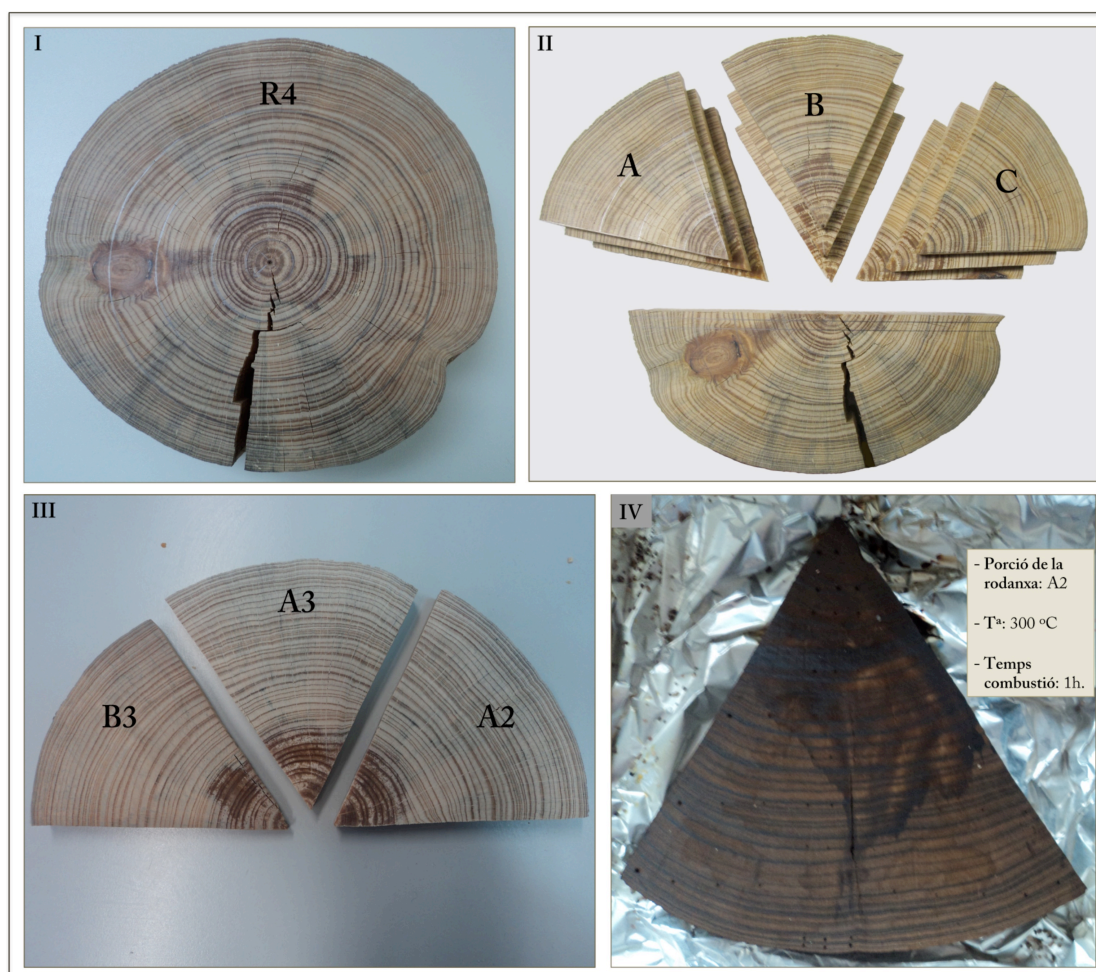 I
R4
II
A
B
C
III
B3
A3
A2
IV
- Porció de la
rodanxa: A2
- Tª: 300 ºC
- Temps
combustió: 1h.